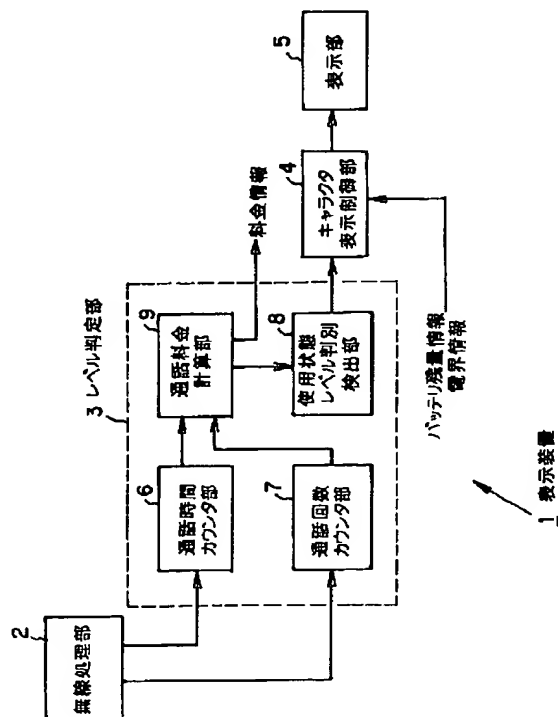 2
無線処理部
3 レベル判定部
6
通話時間
カウンタ部
7
通話回数
カウンタ部
9
通話料金
計算部
8
使用状態
レベル判別
検出部
料金情報
4
キャラクタ
表示制御部
5
表示部
バッテリ残量情報
電界情報
1 表示装置